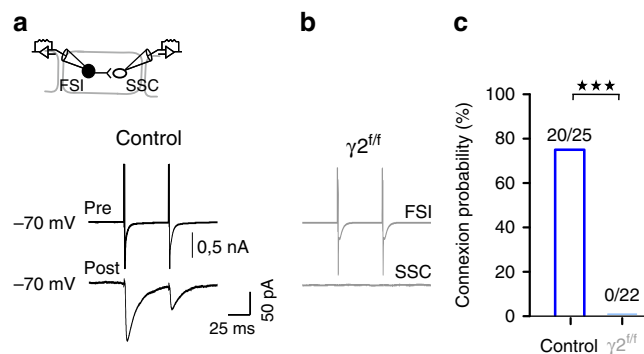 a
FSI
SSC
Control
Pre
–70 mV
0,5 nA
Post
–70 mV
50 pA
25 ms
b
γ2f/f
FSI
SSC
c
★★★
Connexion probability (%)
100
80
60
40
20
0
20/25
0/22
Control
γ2f/f